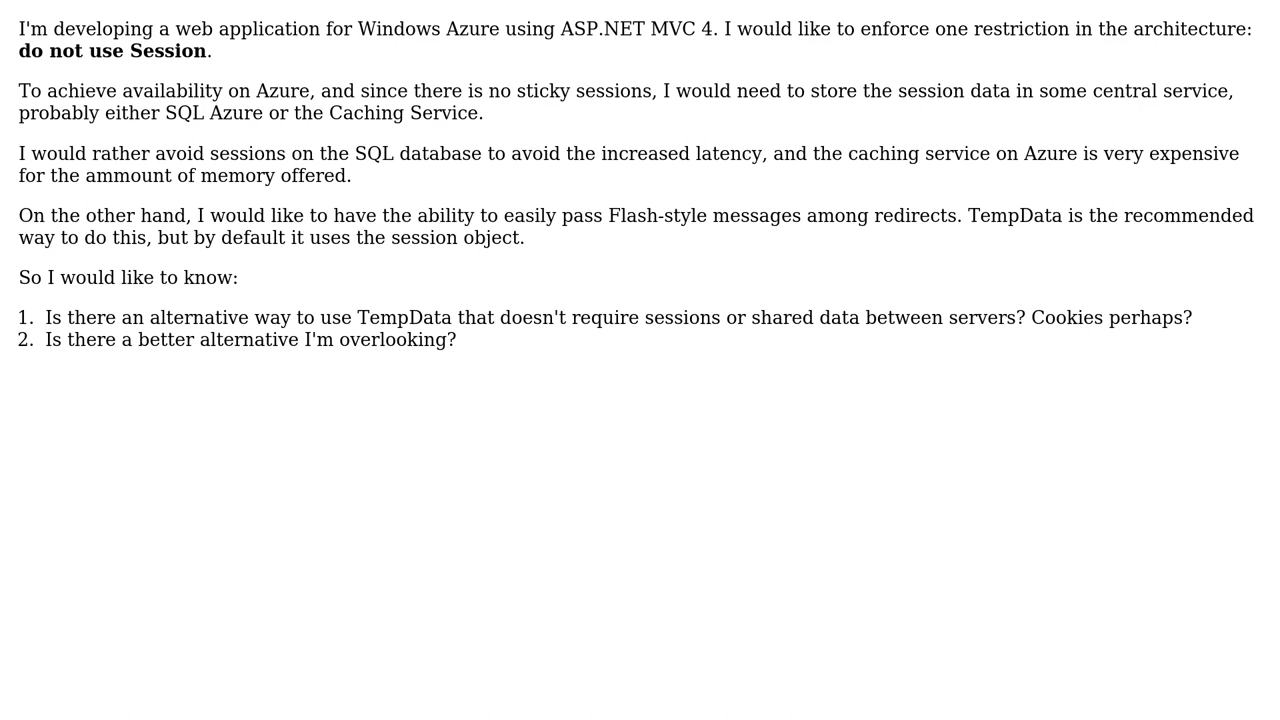 I'm developing a web application for Windows Azure using ASP.NET MVC 4. I would like to enforce one restriction in the architecture:
do not use Session.
To achieve availability on Azure, and since there is no sticky sessions, I would need to store the session data in some central service,
probably either SQL Azure or the Caching Service.
I would rather avoid sessions on the SQL database to avoid the increased latency, and the caching service on Azure is very expensive
for the ammount of memory offered.
On the other hand, I would like to have the ability to easily pass Flash-style messages among redirects. TempData is the recommended
way to do this, but by default it uses the session object.
So I would like to know:
1. Is there an alternative way to use TempData that doesn't require sessions or shared data between servers? Cookies perhaps?
2. Is there a better alternative I'm overlooking?